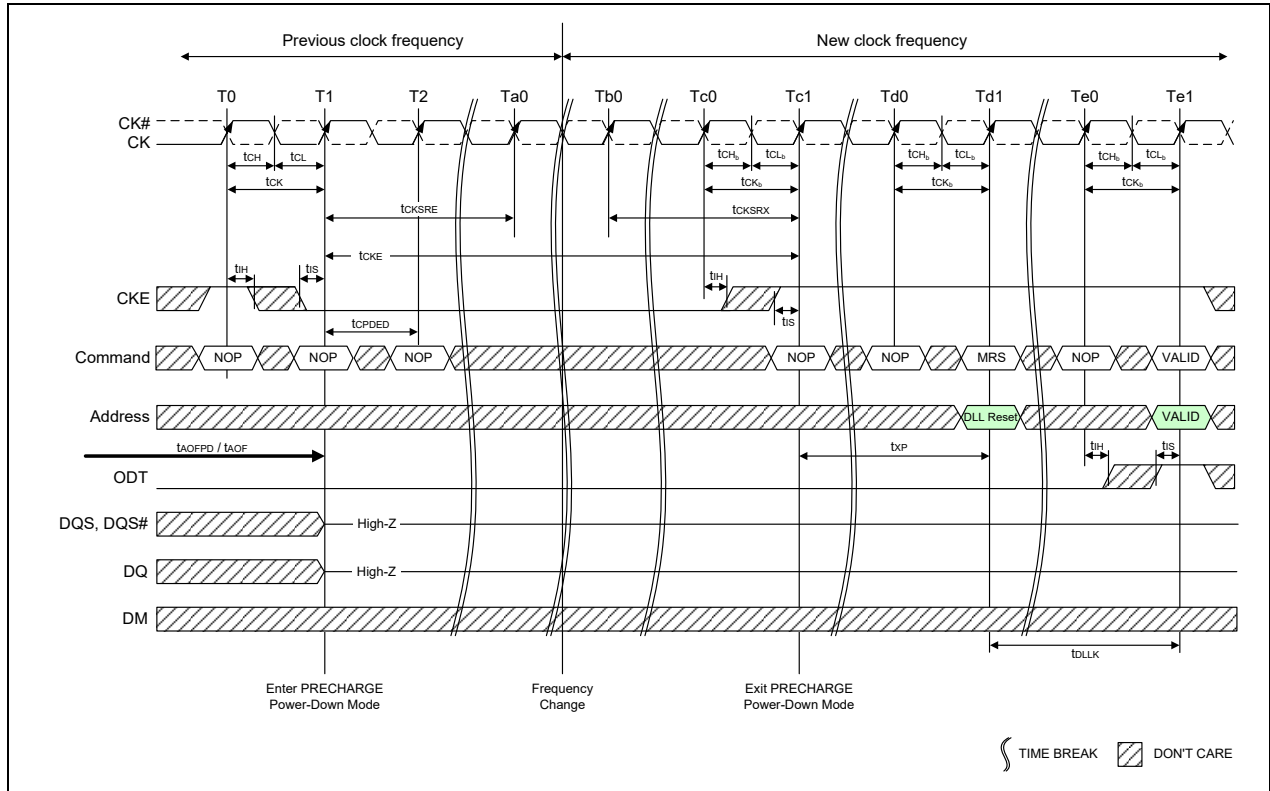 Previous clock frequency
New clock frequency
T0 T1 T2 Ta0 Tb0 Tc0 Tc1 Td0 Td1 Te0 Te1
CK#
CK
tCH tCL tCHb tCLb tCHb tCLb tCHb tCLb
tCK tCKb tCKb tCKb
tCKSRE tCKSRX
tCKE
tIH tIS tIH
CKE
tIS
tCPDED
Command NOP NOP NOP NOP NOP MRS NOP VALID
Address DLL Reset VALID
tAOFPD / tAOF tXP tIH tIS
ODT
DQS, DQS# High-Z
DQ High-Z
DM
tDLLK
Enter PRECHARGE
Power-Down Mode
Frequency
Change
Exit PRECHARGE
Power-Down Mode
TIME BREAK DON'T CARE